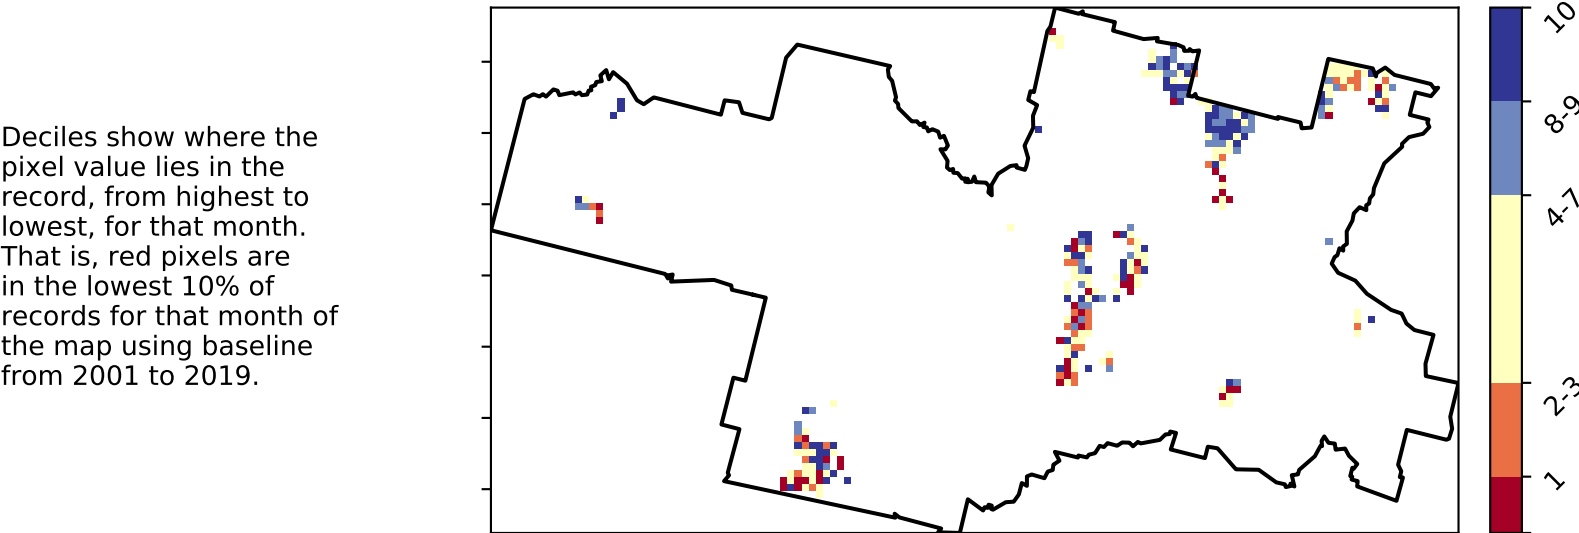 Deciles show where the
pixel value lies in the
record, from highest to
lowest, for that month.
That is, red pixels are
in the lowest 10% of
records for that month of
the map using baseline
from 2001 to 2019.
10
8-9
4-7
2-3
1